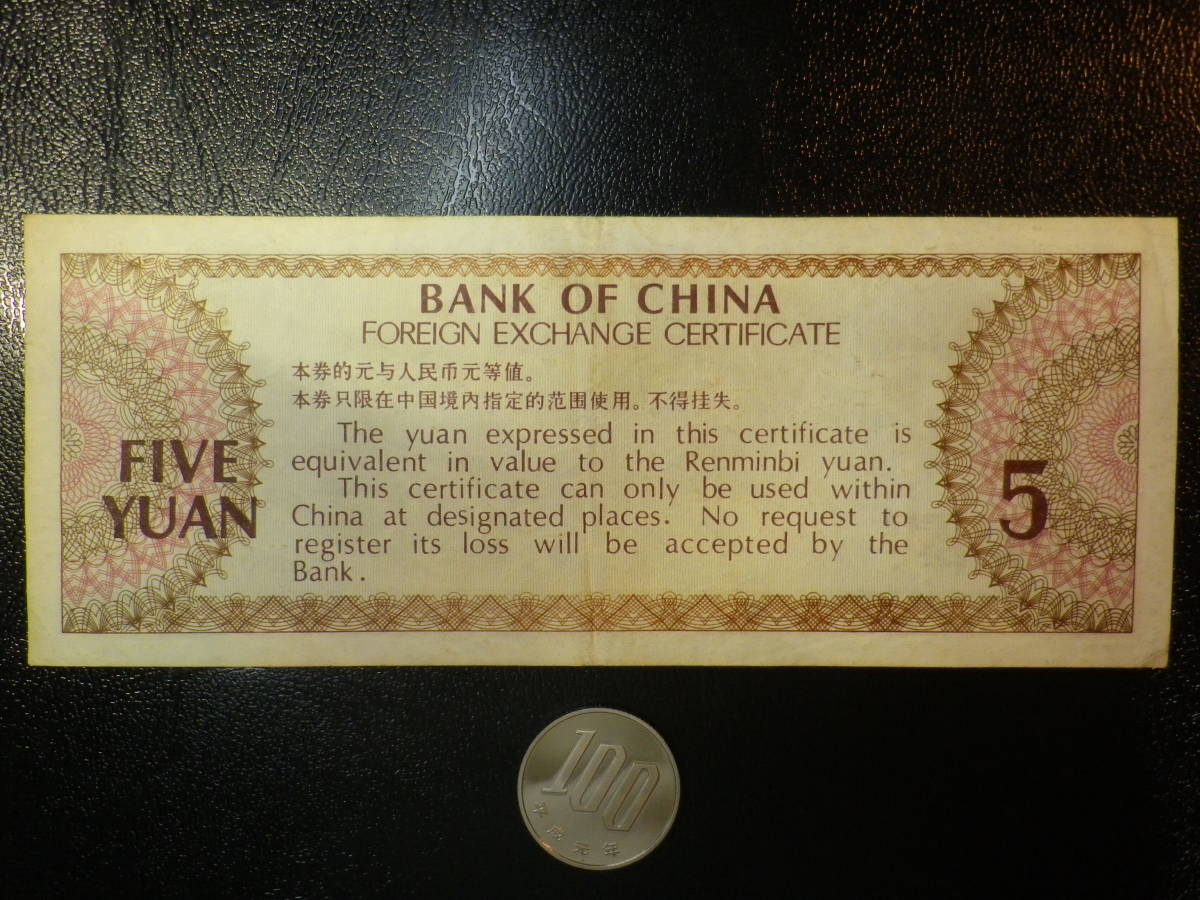 BANK OF CHINA
FOREIGN EXCHANGE CERTIFICATE
本券的元与人民币元等值。
本券只限在中国境内指定的范围使用。不得挂失。
The yuan expressed in this certificate is
equivalent in value to the Renminbi yuan.
This certificate can only be used within
China at designated places. No request to
register its loss will be accepted by the
Bank.
FIVE
YUAN
5
100
平成元年